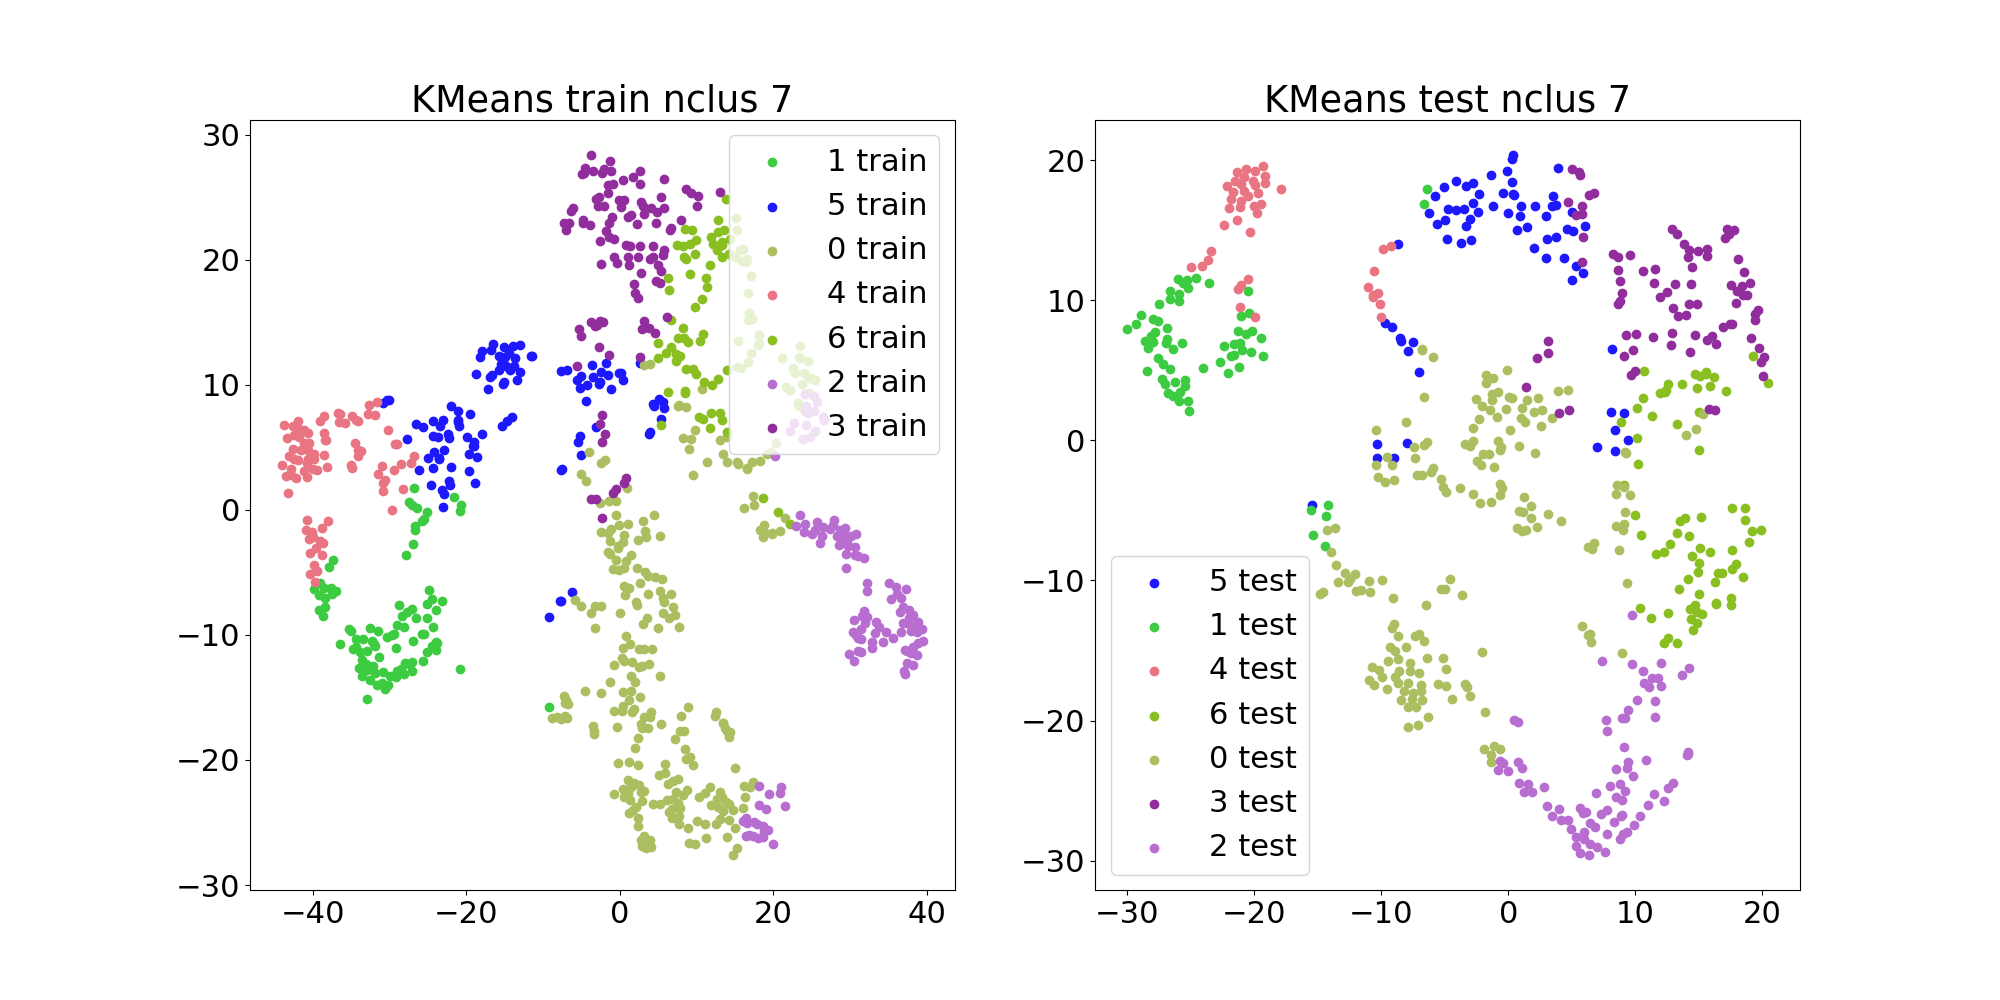 KMeans train nclus 7
30
20
10
0
−10
−20
−30
−40
−20
0
20
40
1 train
5 train
0 train
4 train
6 train
2 train
3 train
KMeans test nclus 7
20
10
0
−10
−20
−30
−30
−20
−10
0
10
20
5 test
1 test
4 test
6 test
0 test
3 test
2 test